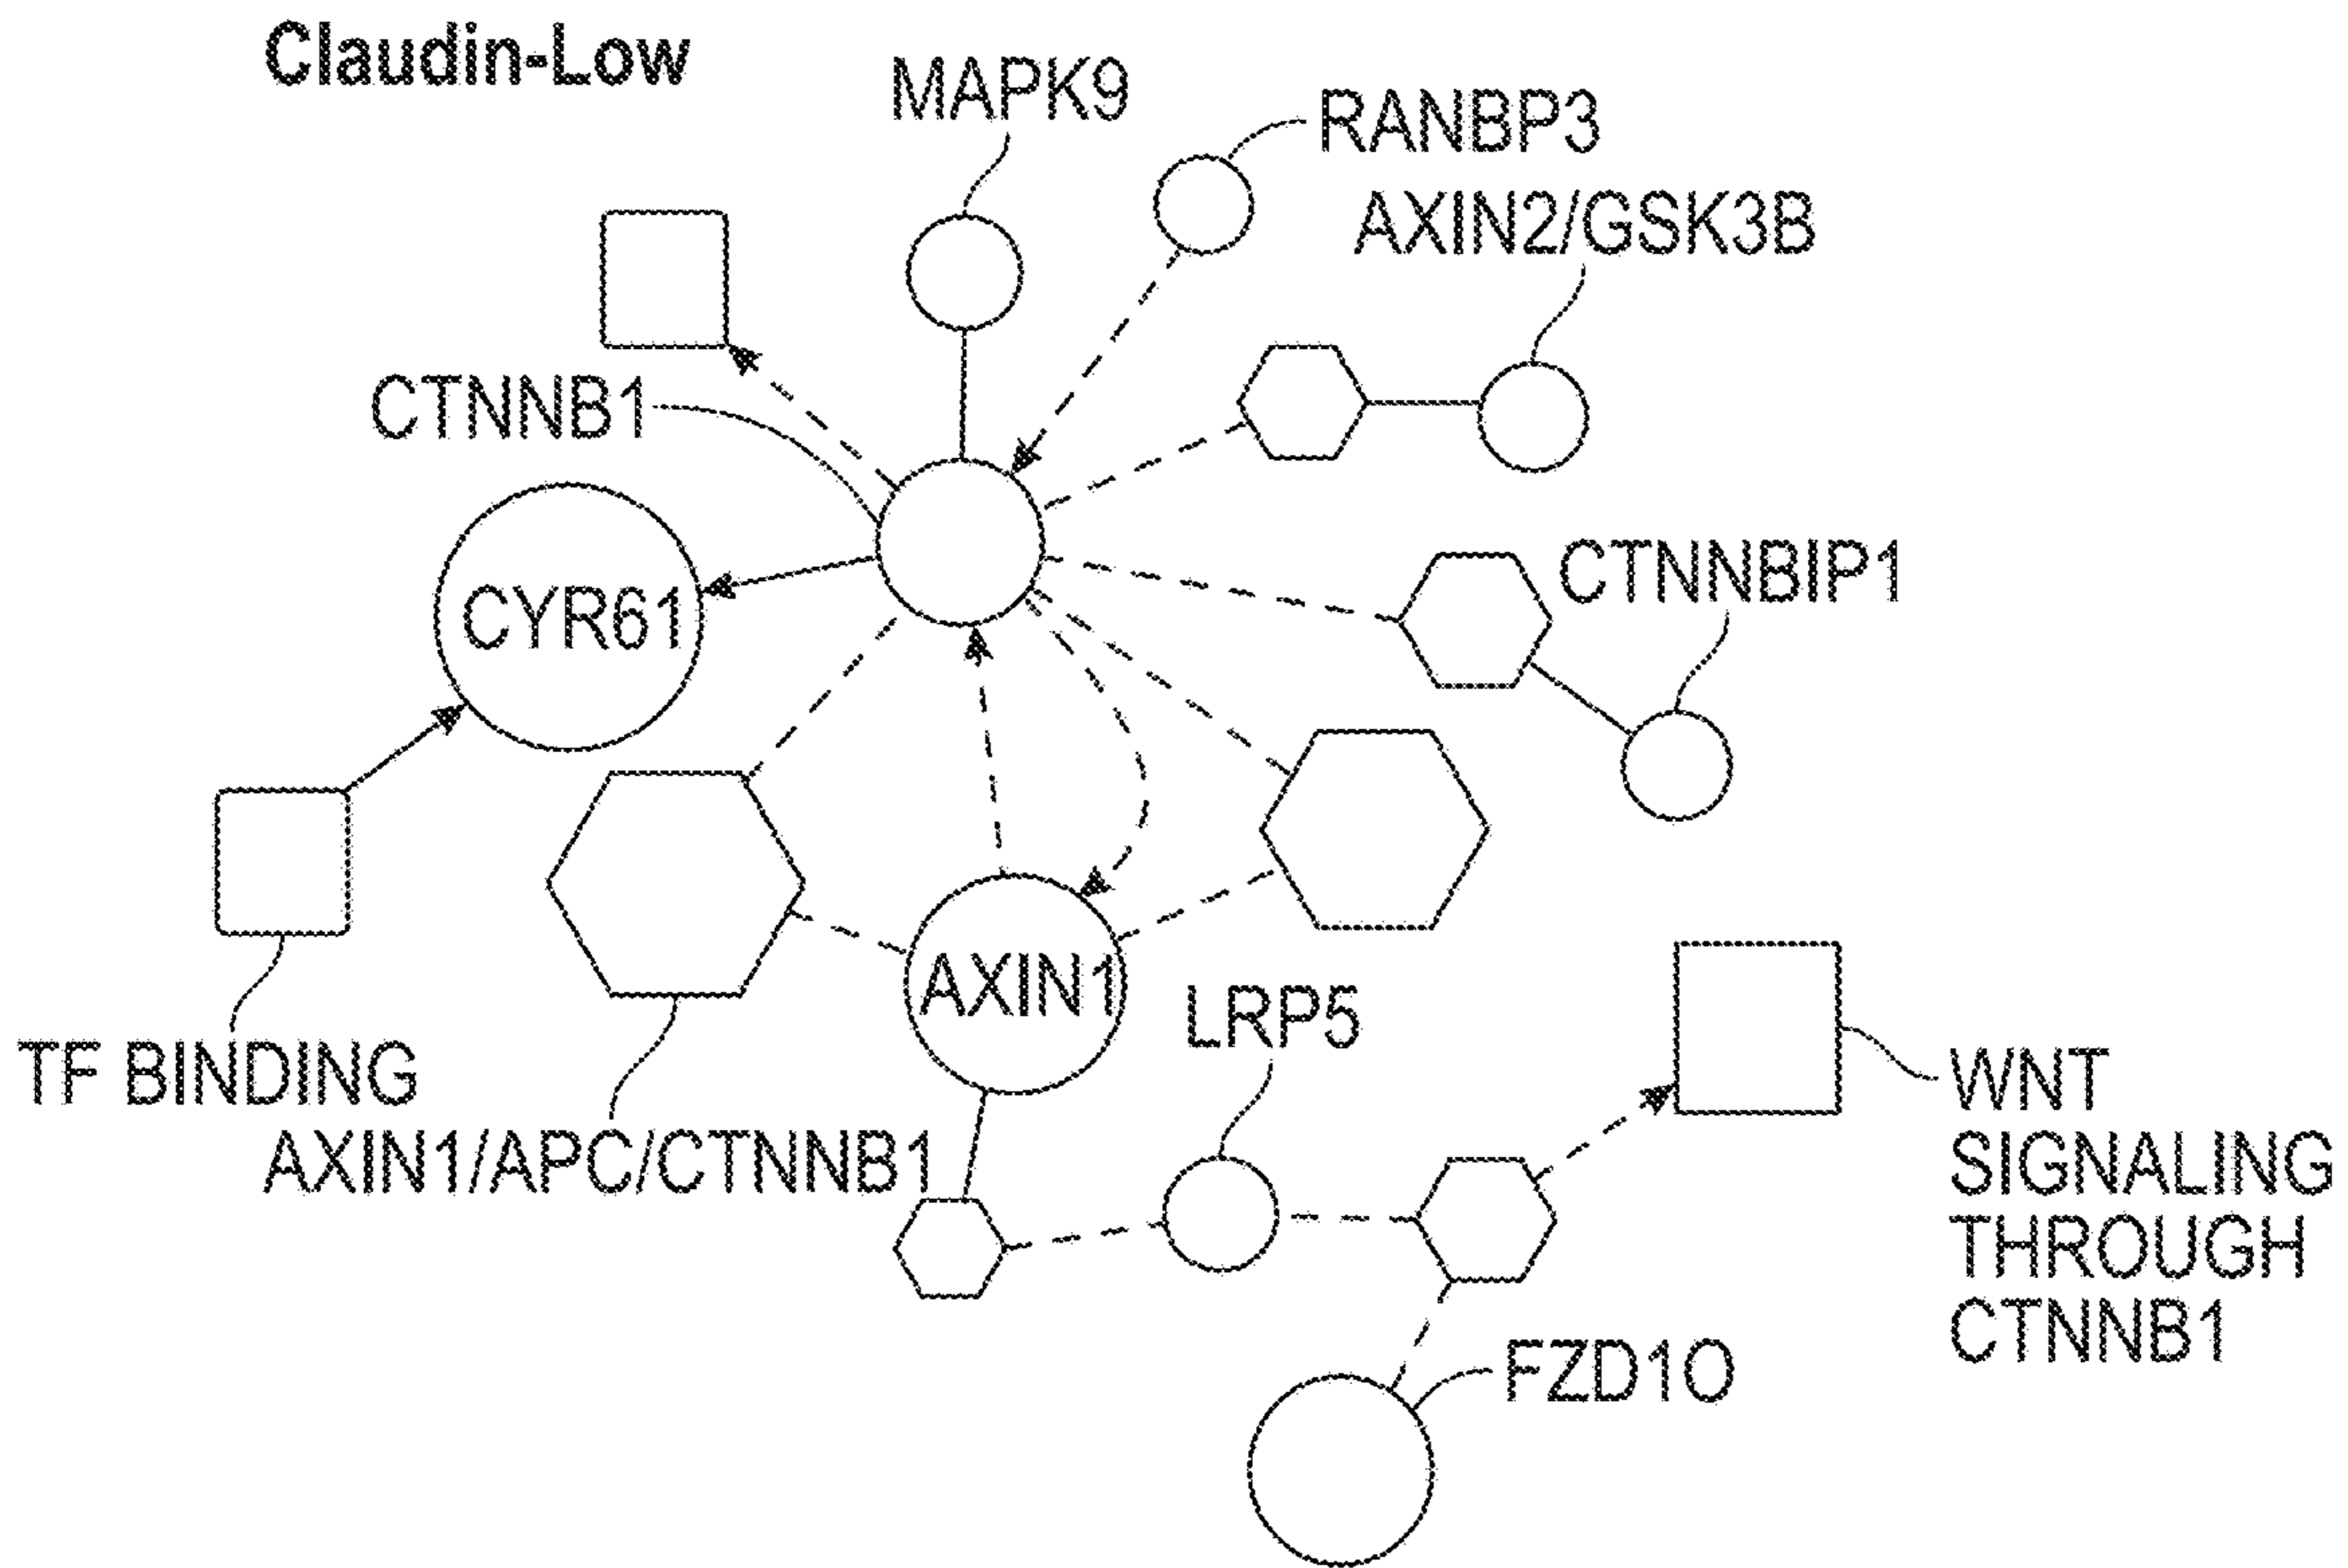 Claudin-Low
MAPK9
RANBP3
AXIN2/GSK3B
CTNNB1
CYR61
CTNNBIP1
AXIN1
LRP5
TF BINDING
AXIN1/APC/CTNNB1
WNT
SIGNALING
THROUGH
CTNNB1
FZD1O